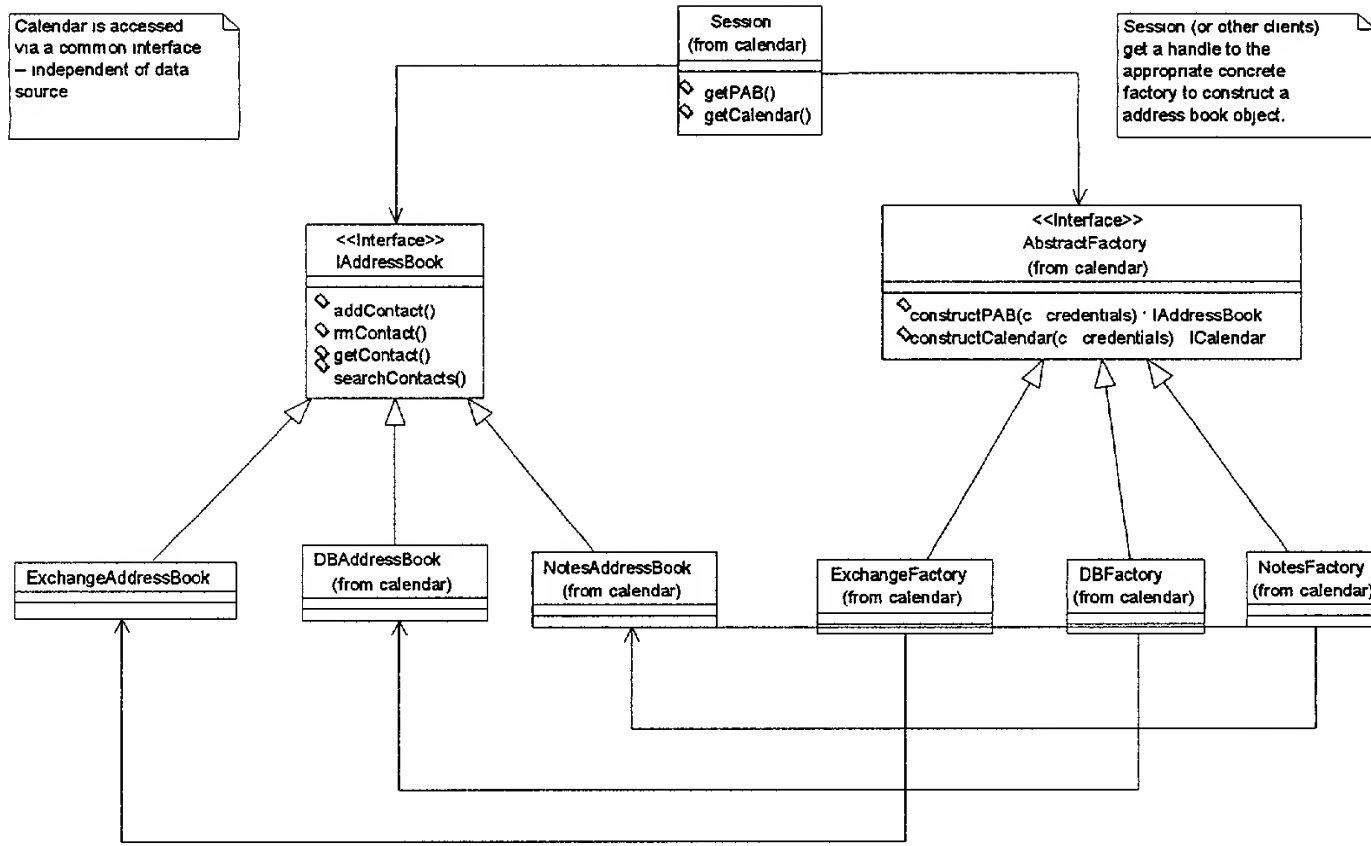 Calendar is accessed
via a common interface
– independent of data
source
Session
(from calendar)
getPAB()
getCalendar()
Session (or other clients)
get a handle to the
appropriate concrete
factory to construct a
address book object.
<<Interface>>
IAddressBook
addContact()
rmContact()
getContact()
searchContacts()
<<Interface>>
AbstractFactory
(from calendar)
constructPAB(c credentials) : IAddressBook
constructCalendar(c credentials) ICalendar
ExchangeAddressBook
DBAddressBook
(from calendar)
NotesAddressBook
(from calendar)
ExchangeFactory
(from calendar)
DBFactory
(from calendar)
NotesFactory
(from calendar)